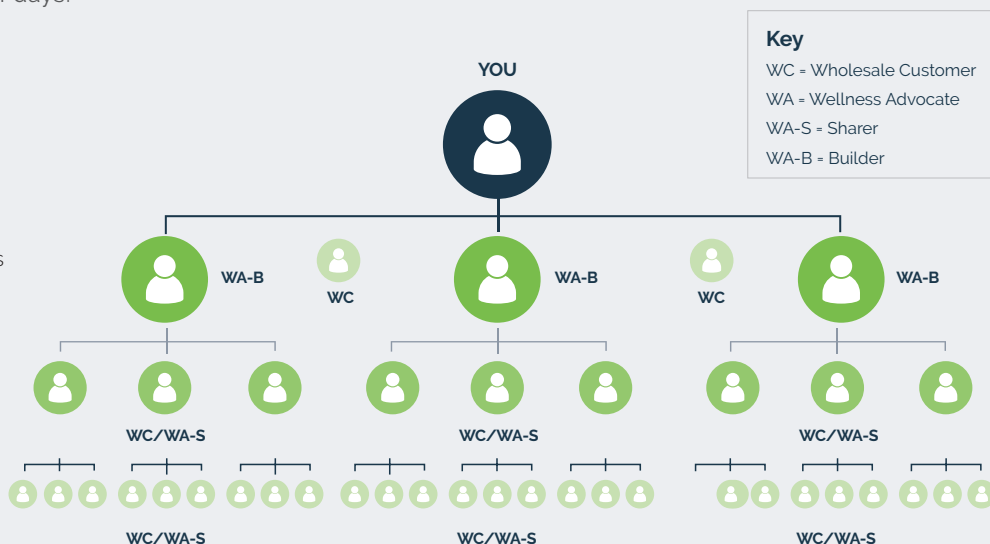 days.
Key
WC = Wholesale Customer
WA = Wellness Advocate
WA-S = Sharer
WA-B = Builder
YOU
WA-B
WC
WA-B
WC
WA-B
WC/WA-S
WC/WA-S
WC/WA-S
WC/WA-S
WC/WA-S
WC/WA-S